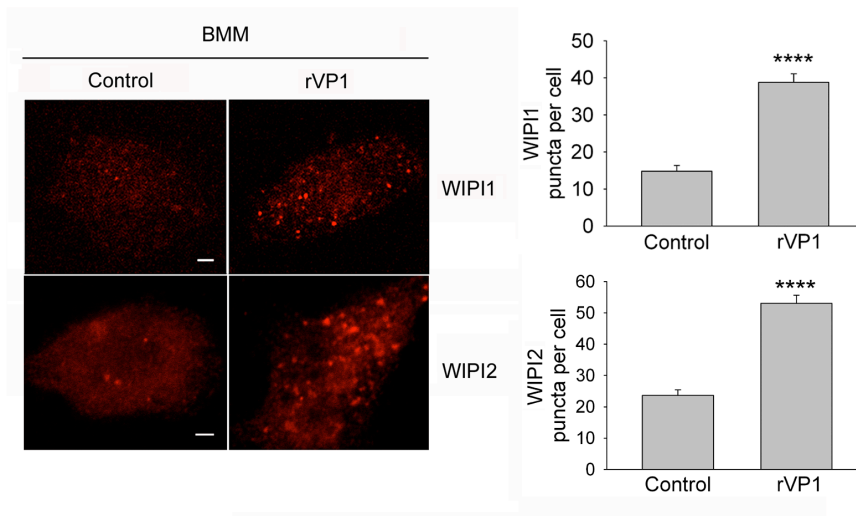 BMM
Control
rVP1
WIPI1
WIPI2
WIPI1
puncta per cell
50
40
30
20
10
0
****
Control
rVP1
WIPI2
puncta per cell
60
50
40
30
20
10
0
****
Control
rVP1